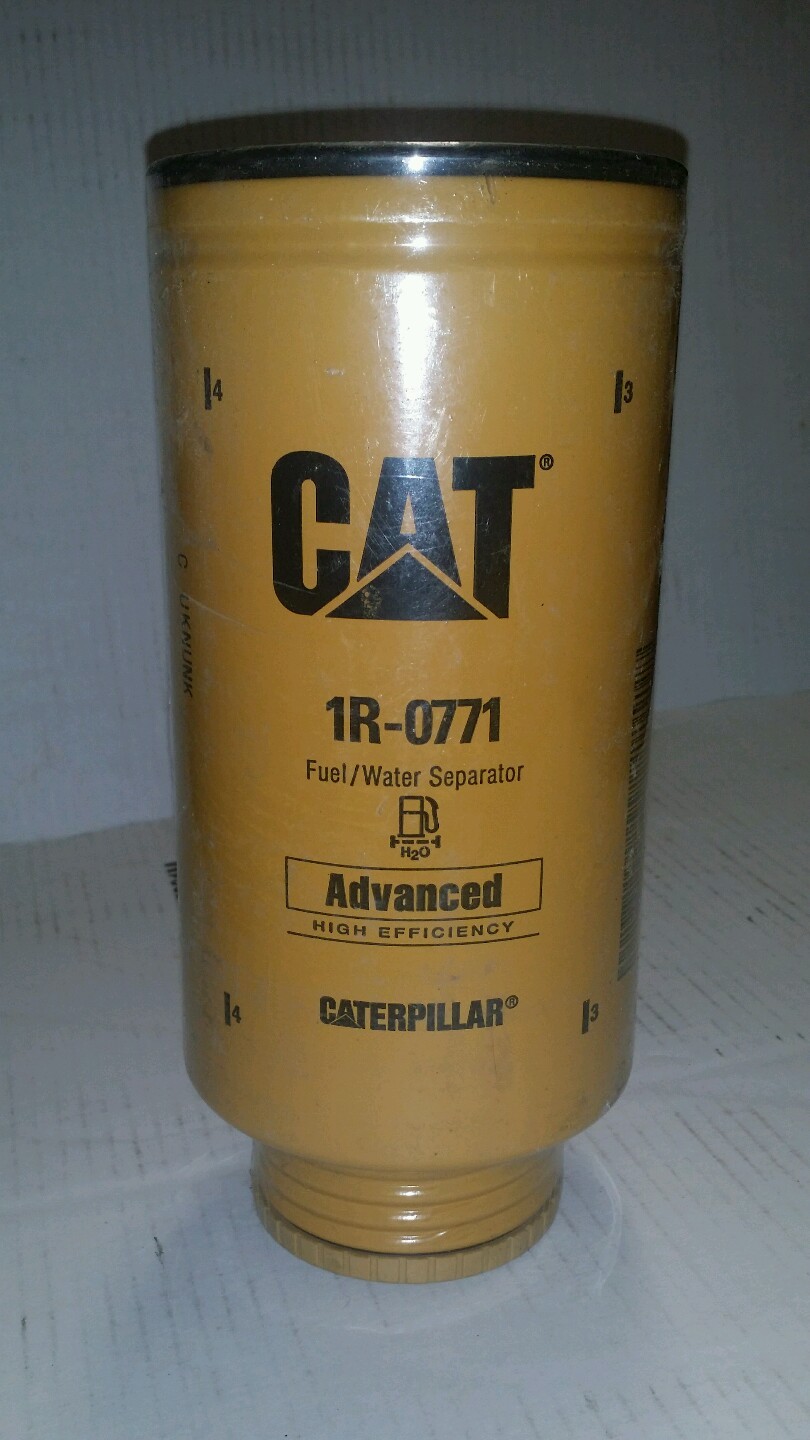 4
3
CAT®
1R-0771
Fuel/Water Separator
H2O
Advanced
HIGH EFFICIENCY
4
CATERPILLAR®
3